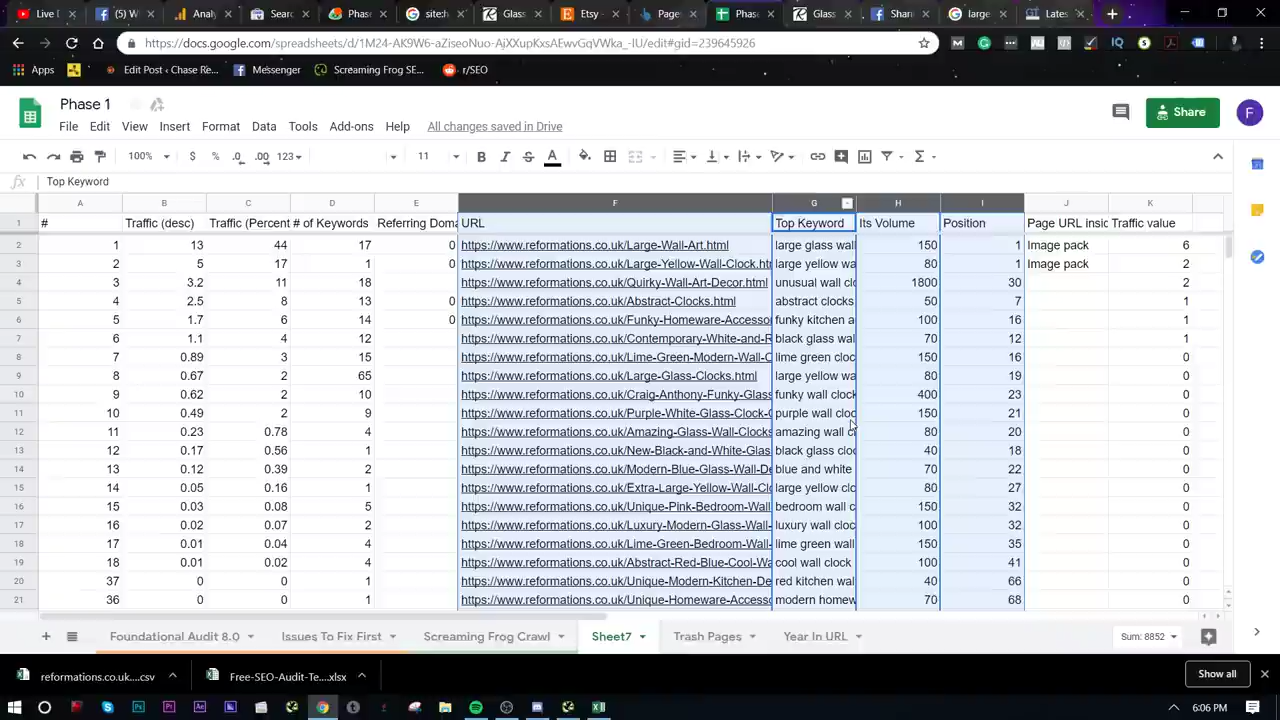 Live D Yo Analy Searc Phase site:h Glass Etsy Page Phase Glass Share large Lates
https://docs.google.com/spreadsheets/d/1M24-AK9W6-aZiseoNuo-AjXXupKxsAEwvGqVWka_-IU/edit#gid=239645926
Apps Edit Post ‹ Chase Re... Messenger Screaming Frog SE... r/SEO
Phase 1
File Edit View Insert Format Data Tools Add-ons Help All changes saved in Drive
Share F
100% $ % .0 .00 123 11 B I S A
fx Top Keyword
A B C D E F G H I J K
1 # Traffic (desc) Traffic (Percent # of Keywords Referring Doma URL Top Keyword Its Volume Position Page URL insid Traffic value
2 1 13 44 17 0 https://www.reformations.co.uk/Large-Wall-Art.html large glass wall 150 1 Image pack 6
3 2 5 17 1 0 https://www.reformations.co.uk/Large-Yellow-Wall-Clock.htm large yellow wa 80 1 Image pack 2
4 3 3.2 11 18 https://www.reformations.co.uk/Quirky-Wall-Art-Decor.html unusual wall clo 1800 30 2
5 4 2.5 8 13 0 https://www.reformations.co.uk/Abstract-Clocks.html abstract clocks 50 7 1
6 5 1.7 6 14 0 https://www.reformations.co.uk/Funky-Homeware-Accesso funky kitchen a 100 16 1
7 6 1.1 4 12 https://www.reformations.co.uk/Contemporary-White-and-R black glass wal 70 12 1
8 7 0.89 3 15 https://www.reformations.co.uk/Lime-Green-Modern-Wall-C lime green cloc 150 16 0
9 8 0.67 2 65 https://www.reformations.co.uk/Large-Glass-Clocks.html large yellow wa 80 19 0
10 9 0.62 2 10 https://www.reformations.co.uk/Craig-Anthony-Funky-Glass funky wall clock 400 23 0
11 10 0.49 2 9 https://www.reformations.co.uk/Purple-White-Glass-Clock-C purple wall cloc 150 21 0
12 11 0.23 0.78 4 https://www.reformations.co.uk/Amazing-Glass-Wall-Clocks amazing wall c 80 20 0
13 12 0.17 0.56 1 https://www.reformations.co.uk/New-Black-and-White-Glas black glass cloc 40 18 0
14 13 0.12 0.39 2 https://www.reformations.co.uk/Modern-Blue-Glass-Wall-De blue and white 70 22 0
15 14 0.05 0.16 1 https://www.reformations.co.uk/Extra-Large-Yellow-Wall-Cl large yellow clo 80 27 0
16 15 0.03 0.08 5 https://www.reformations.co.uk/Unique-Pink-Bedroom-Wall bedroom wall c 150 32 0
17 16 0.02 0.07 2 https://www.reformations.co.uk/Luxury-Modern-Glass-Wall- luxury wall cloc 100 32 0
18 17 0.01 0.04 4 https://www.reformations.co.uk/Lime-Green-Bedroom-Wall lime green wall 150 35 0
19 18 0.01 0.02 4 https://www.reformations.co.uk/Abstract-Red-Blue-Cool-Wa cool wall clock 100 41 0
20 37 0 0 1 https://www.reformations.co.uk/Unique-Modern-Kitchen-De red kitchen wal 40 66 0
21 36 0 0 1 https://www.reformations.co.uk/Unique-Homeware-Accesso modern homew 70 68 0
Foundational Audit 8.0 Issues To Fix First Screaming Frog Crawl Sheet7 Trash Pages Year In URL Sum: 8852
reformations.co.uk....csv Free-SEO-Audit-Te....xlsx Show all
6:06 PM